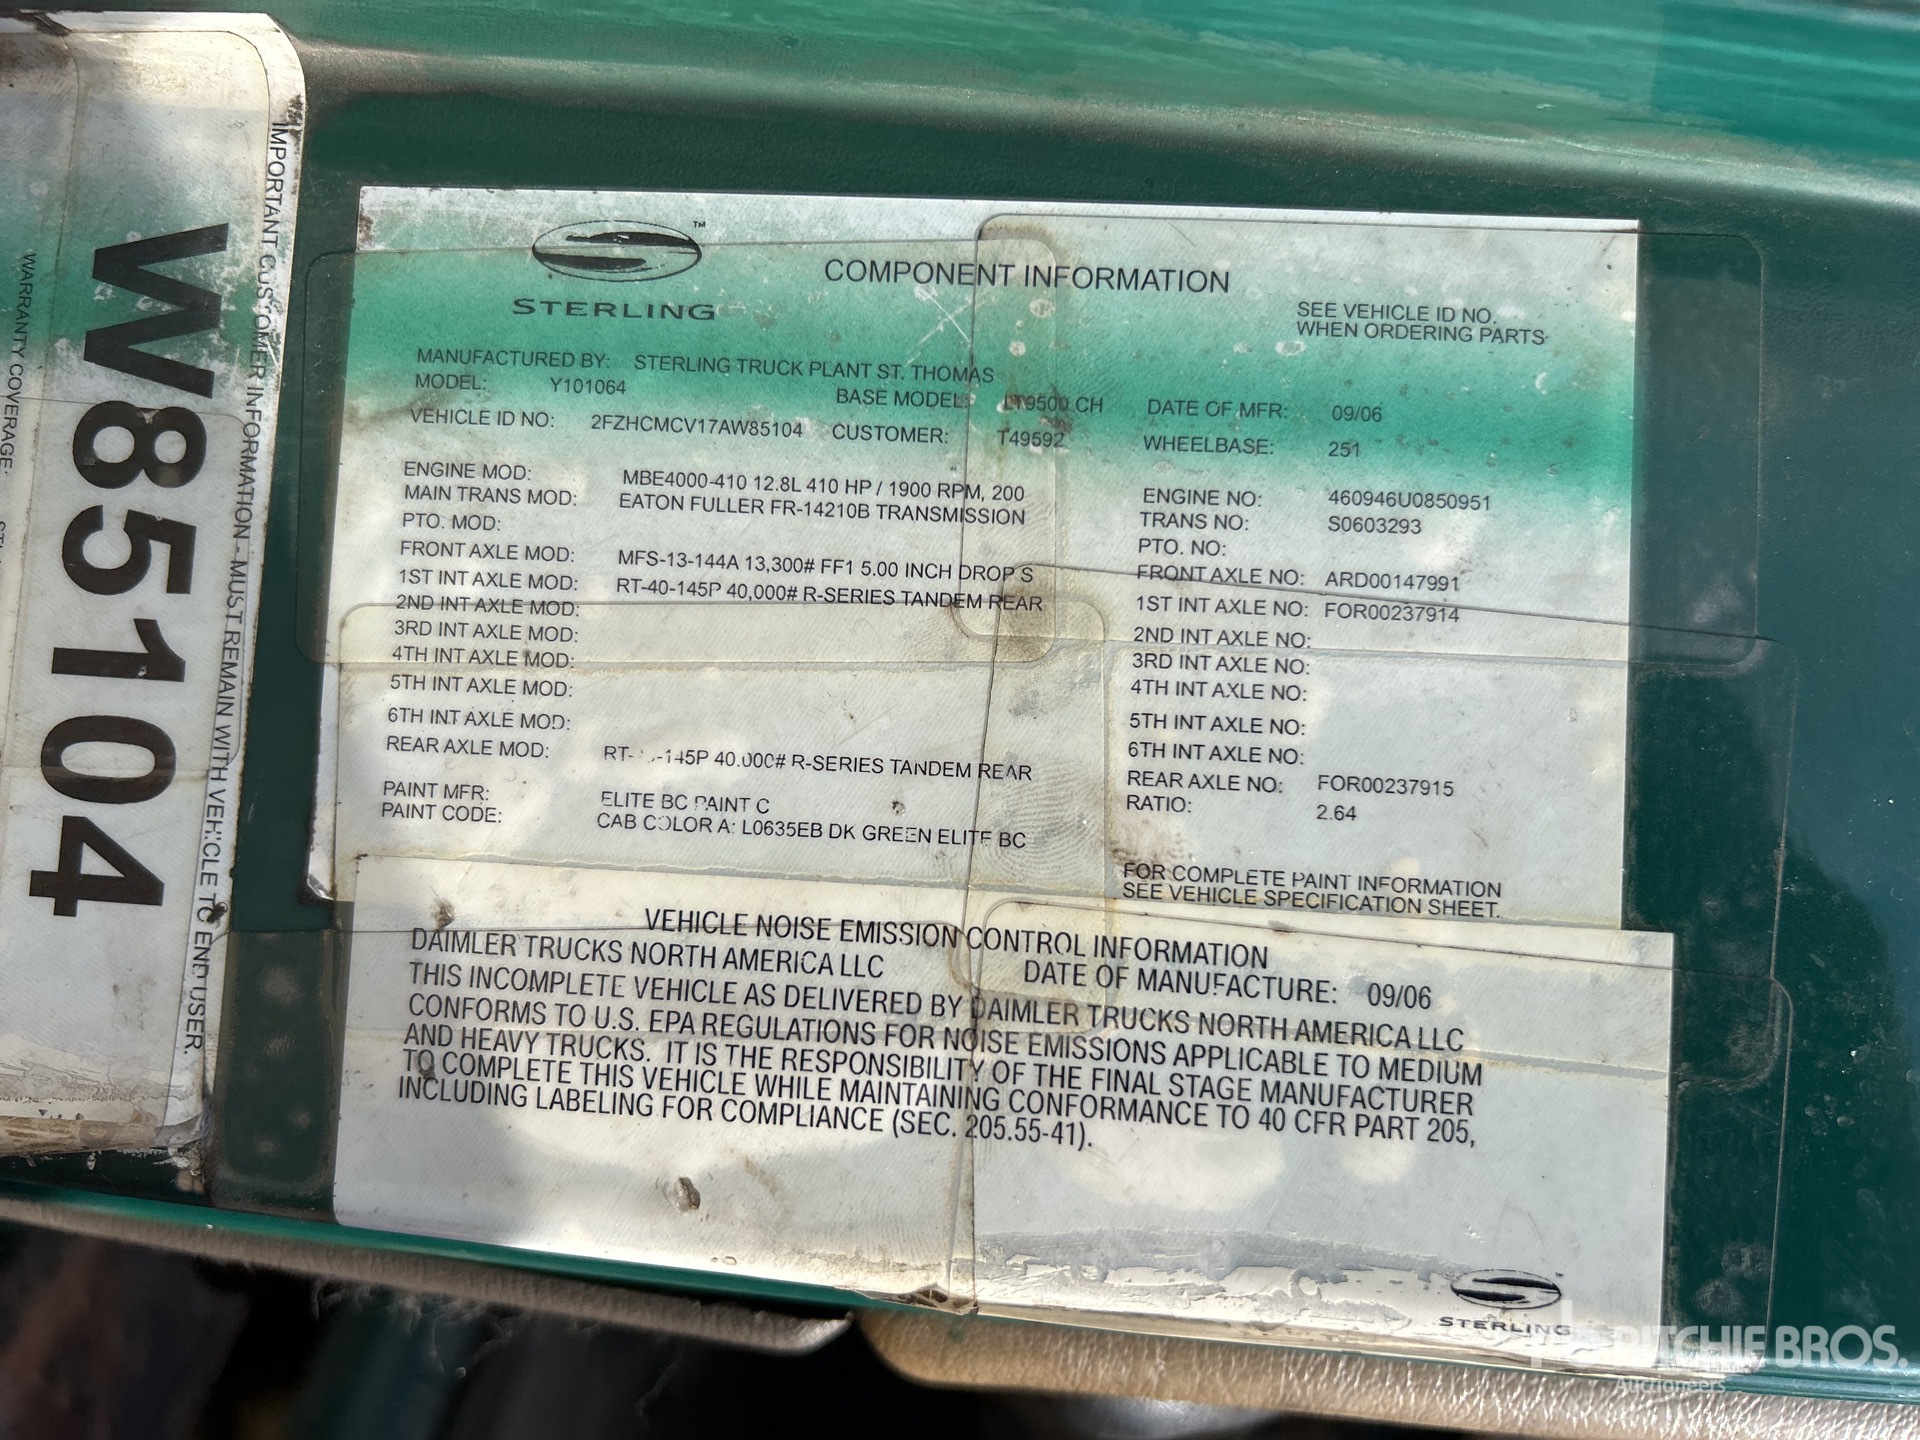 W85104
IMPORTANT CUSTOMER INFORMATION - MUST REMAIN WITH VEHICLE TO END USER.
WARRANTY COVERAGE:
STERLING
™
COMPONENT INFORMATION
SEE VEHICLE ID NO.
WHEN ORDERING PARTS
MANUFACTURED BY: STERLING TRUCK PLANT ST. THOMAS
MODEL: Y101064 BASE MODEL: LT9500 CH DATE OF MFR: 09/06
VEHICLE ID NO: 2FZHCMCV17AW85104 CUSTOMER: T49592 WHEELBASE: 251
ENGINE MOD: MBE4000-410 12.8L 410 HP / 1900 RPM, 200 ENGINE NO: 460946U0850951
MAIN TRANS MOD: EATON FULLER FR-14210B TRANSMISSION TRANS NO: S0603293
PTO. MOD: PTO. NO:
FRONT AXLE MOD: MFS-13-144A 13,300# FF1 5.00 INCH DROP S FRONT AXLE NO: ARD00147991
1ST INT AXLE MOD: RT-40-145P 40,000# R-SERIES TANDEM REAR 1ST INT AXLE NO: FOR00237914
2ND INT AXLE MOD: 2ND INT AXLE NO:
3RD INT AXLE MOD: 3RD INT AXLE NO:
4TH INT AXLE MOD: 4TH INT AXLE NO:
5TH INT AXLE MOD: 5TH INT AXLE NO:
6TH INT AXLE MOD: 6TH INT AXLE NO:
REAR AXLE MOD: 40.000# R-SERIES TANDEM REAR REAR AXLE NO: FOR00237915
RATIO: 2.64
PAINT MFR: ELITE BC PAINT C
PAINT CODE: CAB COLOR A: L0635EB DK GREEN ELITE BC
FOR COMPLETE PAINT INFORMATION
SEE VEHICLE SPECIFICATION SHEET.
VEHICLE NOISE EMISSION CONTROL INFORMATION
DAIMLER TRUCKS NORTH AMERICA LLC DATE OF MANUFACTURE: 09/06
THIS INCOMPLETE VEHICLE AS DELIVERED BY DAIMLER TRUCKS NORTH AMERICA LLC
CONFORMS TO U.S. EPA REGULATIONS FOR NOISE EMISSIONS APPLICABLE TO MEDIUM
AND HEAVY TRUCKS. IT IS THE RESPONSIBILITY OF THE FINAL STAGE MANUFACTURER
TO COMPLETE THIS VEHICLE WHILE MAINTAINING CONFORMANCE TO 40 CFR PART 205,
INCLUDING LABELING FOR COMPLIANCE (SEC. 205.55-41).
STERLING
RITCHIE BROS.
Auctioneers